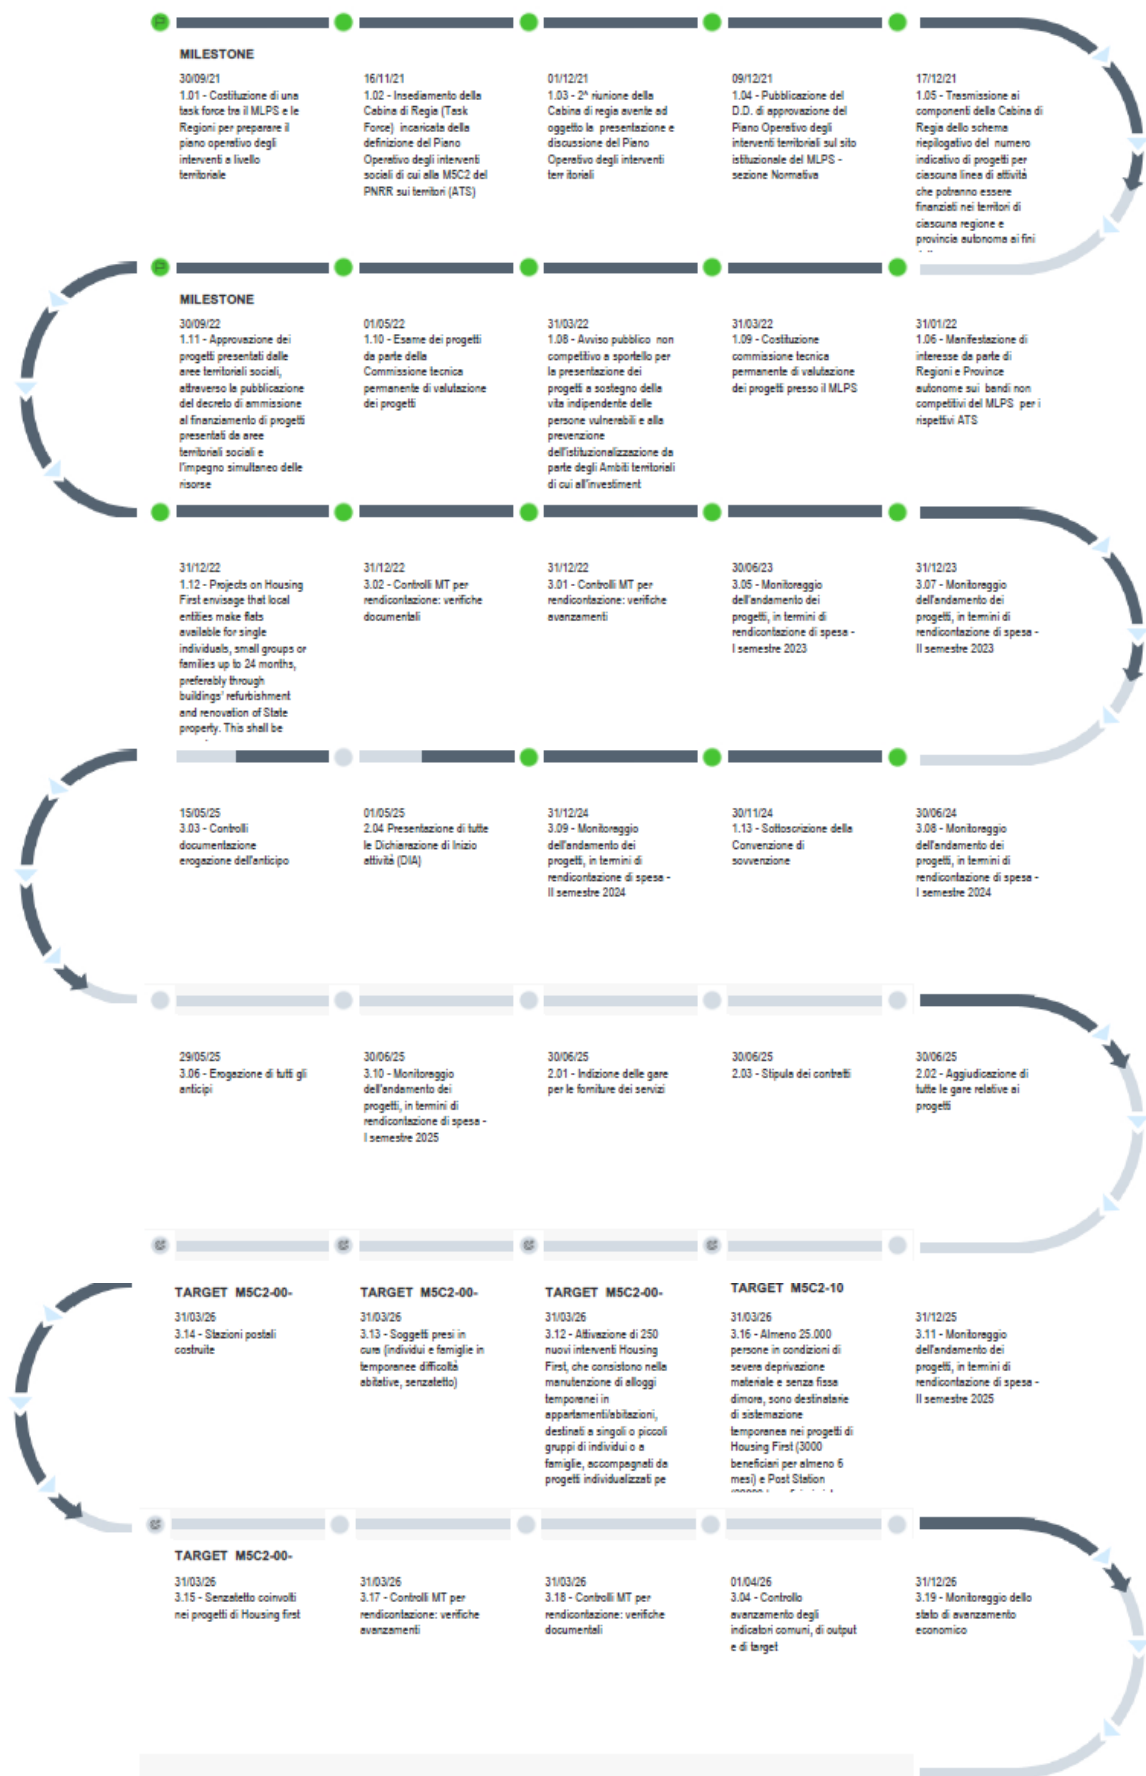 MILESTONE
30/09/21
1.01 - Costituzione di una
task force tra il MLPS e le
Regioni per preparare il
piano operativo degli
interventi a livello
territoriale
16/11/21
1.02 - Insediamento della
Cabina di Regia (Task
Force) incaricata della
definizione del Piano
Operativo degli interventi
sociali di cui alla M5C2 del
PNRR sui territori (ATS)
01/12/21
1.03 - 2^ riunione della
Cabina di regia avente ad
oggetto la presentazione e
discussione del Piano
Operativo degli interventi
terr itoriali
09/12/21
1.04 - Pubblicazione del
D.D. di approvazione del
Piano Operativo degli
interventi territoriali sul sito
istituzionale del MLPS -
sezione Normativa
17/12/21
1.05 - Trasmissione ai
componenti della Cabina di
Regia dello schema
riepilogativo del numero
indicativo di progetti per
ciascuna linea di attività
che potranno essere
finanziati nei territori di
ciascuna regione e
provincia autonoma ai fini
MILESTONE
30/09/22
1.11 - Approvazione dei
progetti presentati dalle
aree territoriali sociali,
attraverso la pubblicazione
del decreto di ammissione
al finanziamento di progetti
presentati da aree
territoriali sociali e
l'impegno simultaneo delle
risorse
01/05/22
1.10 - Esame dei progetti
da parte della
Commissione tecnica
permanente di valutazione
dei progetti
31/03/22
1.08 - Avviso pubblico non
competitivo a sportello per
la presentazione dei
progetti a sostegno della
vita indipendente delle
persone vulnerabili e alla
prevenzione
dell'istituzionalizzazione da
parte degli Ambiti territoriali
di cui all'investiment
31/03/22
1.09 - Costituzione
commissione tecnica
permanente di valutazione
dei progetti presso il MLPS
31/01/22
1.06 - Manifestazione di
interesse da parte di
Regioni e Province
autonome sui bandi non
competitivi del MLPS per i
rispettivi ATS
31/12/22
1.12 - Projects on Housing
First envisage that local
entities make flats
available for single
individuals, small groups or
families up to 24 months,
preferably through
buildings' refurbishment
and renovation of State
property. This shall be
31/12/22
3.02 - Controlli MT per
rendicontazione: verifiche
documentali
31/12/22
3.01 - Controlli MT per
rendicontazione: verifiche
avanzamenti
30/06/23
3.05 - Monitoraggio
dell'andamento dei
progetti, in termini di
rendicontazione di spesa -
I semestre 2023
31/12/23
3.07 - Monitoraggio
dell'andamento dei
progetti, in termini di
rendicontazione di spesa -
II semestre 2023
15/05/25
3.03 - Controlli
documentazione
erogazione dell'anticipo
01/05/25
2.04 Presentazione di tutte
le Dichiarazione di Inizio
attività (DIA)
31/12/24
3.09 - Monitoraggio
dell'andamento dei
progetti, in termini di
rendicontazione di spesa -
II semestre 2024
30/11/24
1.13 - Sottoscrizione della
Convenzione di
sovvenzione
30/06/24
3.08 - Monitoraggio
dell'andamento dei
progetti, in termini di
rendicontazione di spesa -
I semestre 2024
29/05/25
3.06 - Erogazione di tutti gli
anticipi
30/06/25
3.10 - Monitoraggio
dell'andamento dei
progetti, in termini di
rendicontazione di spesa -
I semestre 2025
30/06/25
2.01 - Indizione delle gare
per le forniture dei servizi
30/06/25
2.03 - Stipula dei contratti
30/06/25
2.02 - Aggiudicazione di
tutte le gare relative ai
progetti
TARGET M5C2-00-
31/03/26
3.14 - Stazioni postali
costruite
TARGET M5C2-00-
31/03/26
3.13 - Soggetti presi in
cura (individui e famiglie in
temporanee difficoltà
abitative, senzatetto)
TARGET M5C2-00-
31/03/26
3.12 - Attivazione di 250
nuovi interventi Housing
First, che consistono nella
manutenzione di alloggi
temporanei in
appartamenti/abitazioni,
destinati a singoli o piccoli
gruppi di individui o a
famiglie, accompagnati da
progetti individualizzati pe
TARGET M5C2-10
31/03/26
3.16 - Almeno 25.000
persone in condizioni di
severa deprivazione
materiale e senza fissa
dimora, sono destinatarie
di sistemazione
temporanea nei progetti di
Housing First (3000
beneficiari per almeno 6
mesi) e Post Station
31/12/25
3.11 - Monitoraggio
dell'andamento dei
progetti, in termini di
rendicontazione di spesa -
II semestre 2025
TARGET M5C2-00-
31/03/26
3.15 - Senzatetto coinvolti
nei progetti di Housing first
31/03/26
3.17 - Controlli MT per
rendicontazione: verifiche
avanzamenti
31/03/26
3.18 - Controlli MT per
rendicontazione: verifiche
documentali
01/04/26
3.04 - Controllo
avanzamento degli
indicatori comuni, di output
e di target
31/12/26
3.19 - Monitoraggio dello
stato di avanzamento
economico